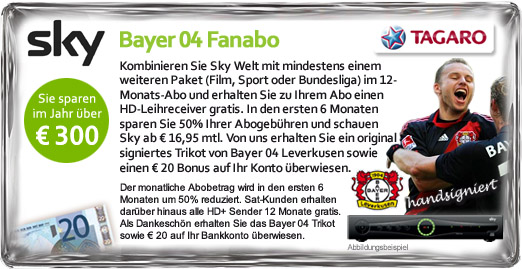 sky
Bayer 04 Fanabo
TAGARO
Kombinieren Sie Sky Welt mit mindestens einem
weiteren Paket (Film, Sport oder Bundesliga) im 12-
Monats-Abo und erhalten Sie zu Ihrem Abo einen
HD-Leihreceiver gratis. In den ersten 6 Monaten
sparen Sie 50% Ihrer Abogebühren und schauen
Sky ab € 16,95 mtl. Von uns erhalten Sie ein original
signiertes Trikot von Bayer 04 Leverkusen sowie
einen € 20 Bonus auf Ihr Konto überwiesen.
Sie sparen
im Jahr über
€ 300
Der monatliche Abobetrag wird in den ersten 6
Monaten um 50% reduziert. Sat-Kunden erhalten
darüber hinaus alle HD+ Sender 12 Monate gratis.
Als Dankeschön erhalten Sie das Bayer 04 Trikot
sowie € 20 auf Ihr Bankkonto überwiesen.
20
1904
BAYER
Leverkusen
handsigniert
Abbildungsbeispiel